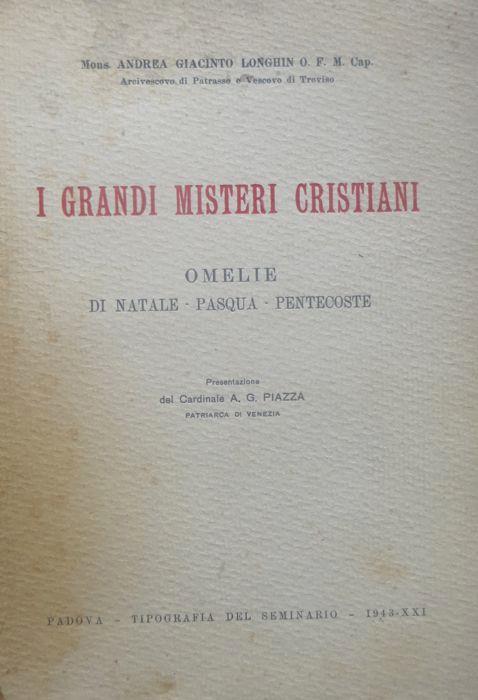 Mons. ANDREA GIACINTO LONGHIN O. F. M. Cap.
Arcivescovo di Patrasso e Vescovo di Treviso
I GRANDI MISTERI CRISTIANI
OMELIE
DI NATALE - PASQUA - PENTECOSTE
Presentazione
del Cardinale A. G. PIAZZA
PATRIARCA DI VENEZIA
PADOVA - TIPOGRAFIA DEL SEMINARIO - 1943-XXI